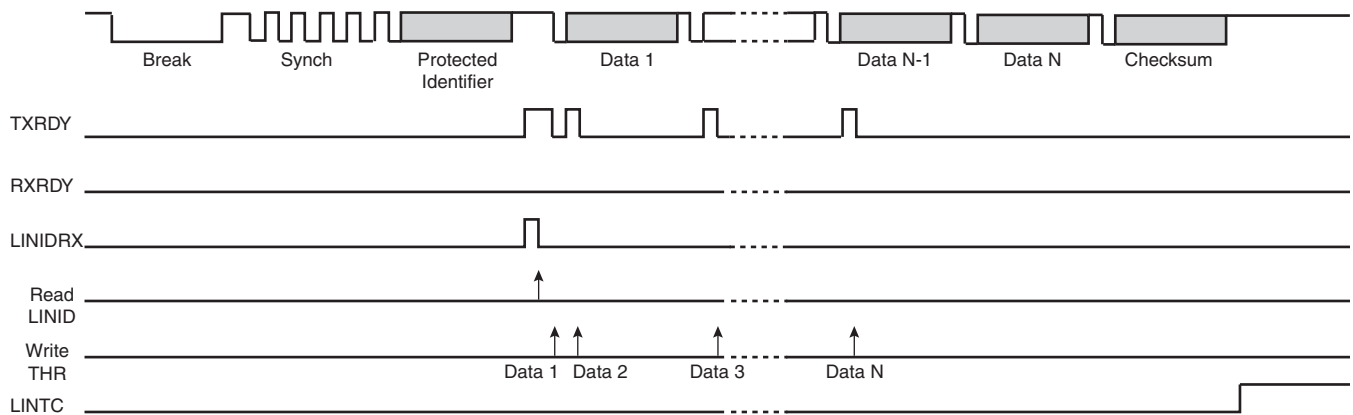 Break Synch Protected Data 1 Data N-1 Data N Checksum
Identifier
TXRDY
RXRDY
LINIDRX
Read
LINID
Write
THR
Data 1 Data 2 Data 3 Data N
LINTC